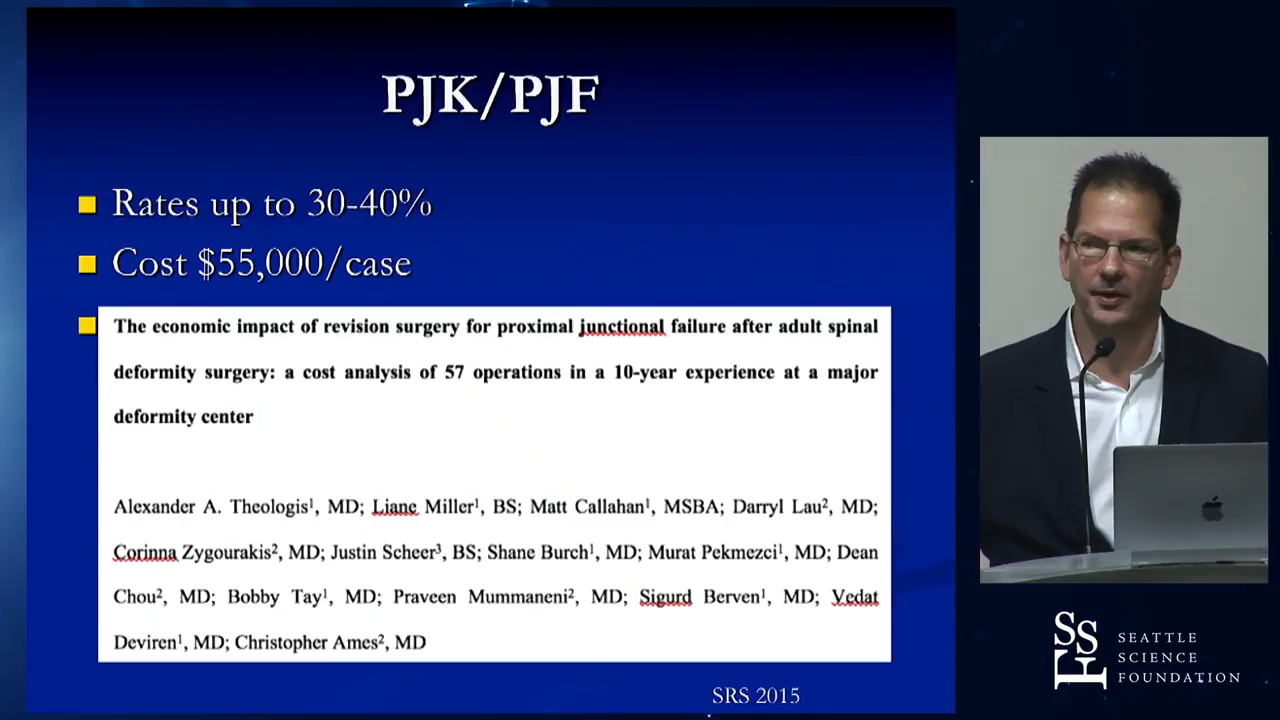 PJK/PJF
Rates up to 30-40%
Cost $55,000/case
The economic impact of revision surgery for proximal junctional failure after adult spinal
deformity surgery: a cost analysis of 57 operations in a 10-year experience at a major
deformity center
Alexander A. Theologis¹, MD; Liane Miller¹, BS; Matt Callahan¹, MSBA; Darryl Lau², MD;
Corinna Zygourakis², MD; Justin Scheer³, BS; Shane Burch¹, MD; Murat Pekmezci¹, MD; Dean
Chou², MD; Bobby Tay¹, MD; Praveen Mummaneni², MD; Sigurd Berven¹, MD; Vedat
Deviren¹, MD; Christopher Ames², MD
SRS 2015
SSF
SEATTLE
SCIENCE
FOUNDATION